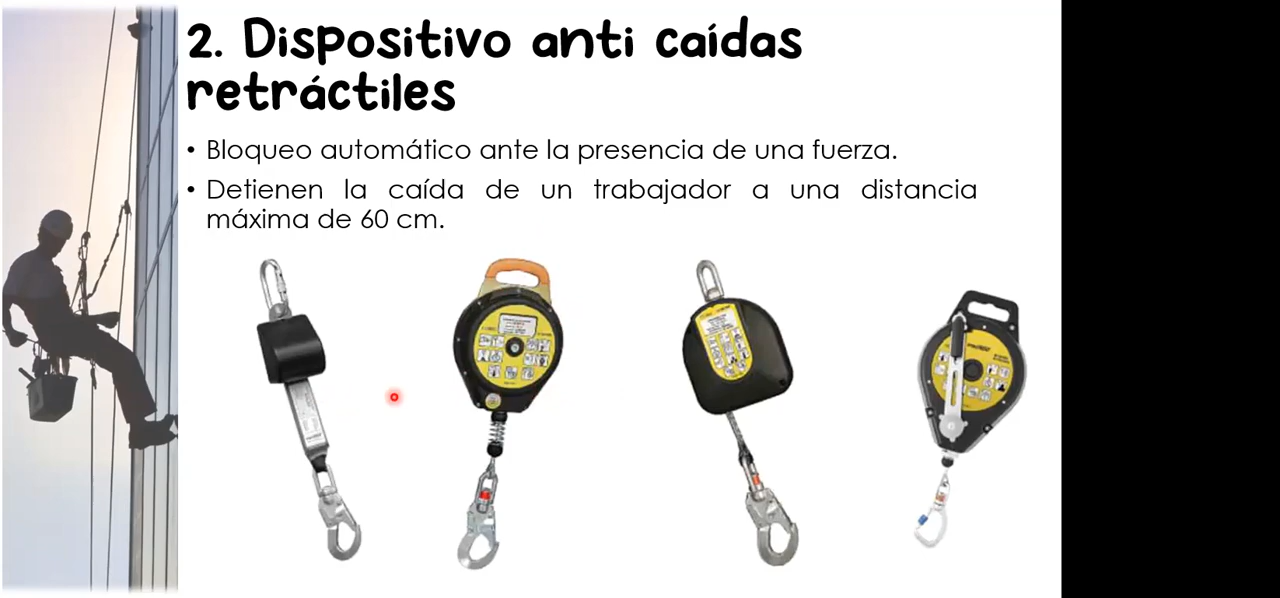 2. Dispositivo anti caídas
retráctiles
• Bloqueo automático ante la presencia de una fuerza.
• Detienen la caída de un trabajador a una distancia
máxima de 60 cm.